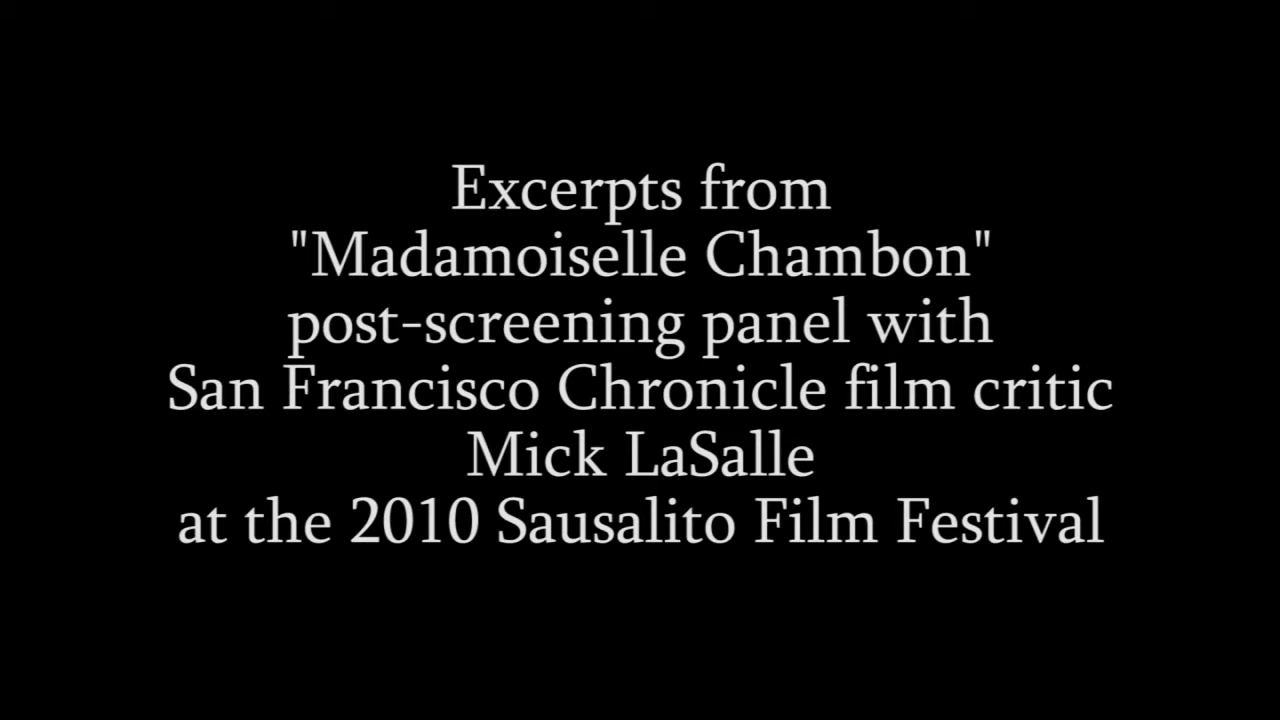 Excerpts from
"Madamoiselle Chambon"
post-screening panel with
San Francisco Chronicle film critic
Mick LaSalle
at the 2010 Sausalito Film Festival